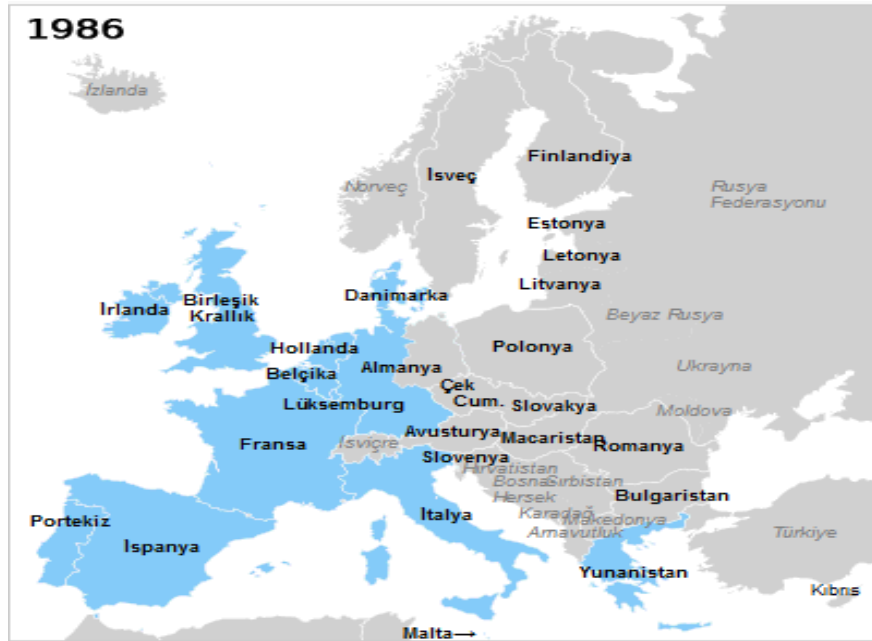 1986
İzlanda
Norveç
İsveç
Finlandiya
Rusya
Federasyonu
Estonya
Letonya
Litvanya
Danimarka
İrlanda
Birleşik
Krallık
Beyaz Rusya
Hollanda
Polonya
Almanya
Belçika
Ukrayna
Çek
Cum.
Lüksemburg
Slovakya
Moldova
Avusturya
Macaristan
Fransa
İsviçre
Romanya
Slovenya
Hırvatistan
Bosna
Hersek
Sırbistan
Bulgaristan
Karadağ
Makedonya
Arnavutluk
Portekiz
İspanya
İtalya
Türkiye
Yunanistan
Kıbrıs
Malta→